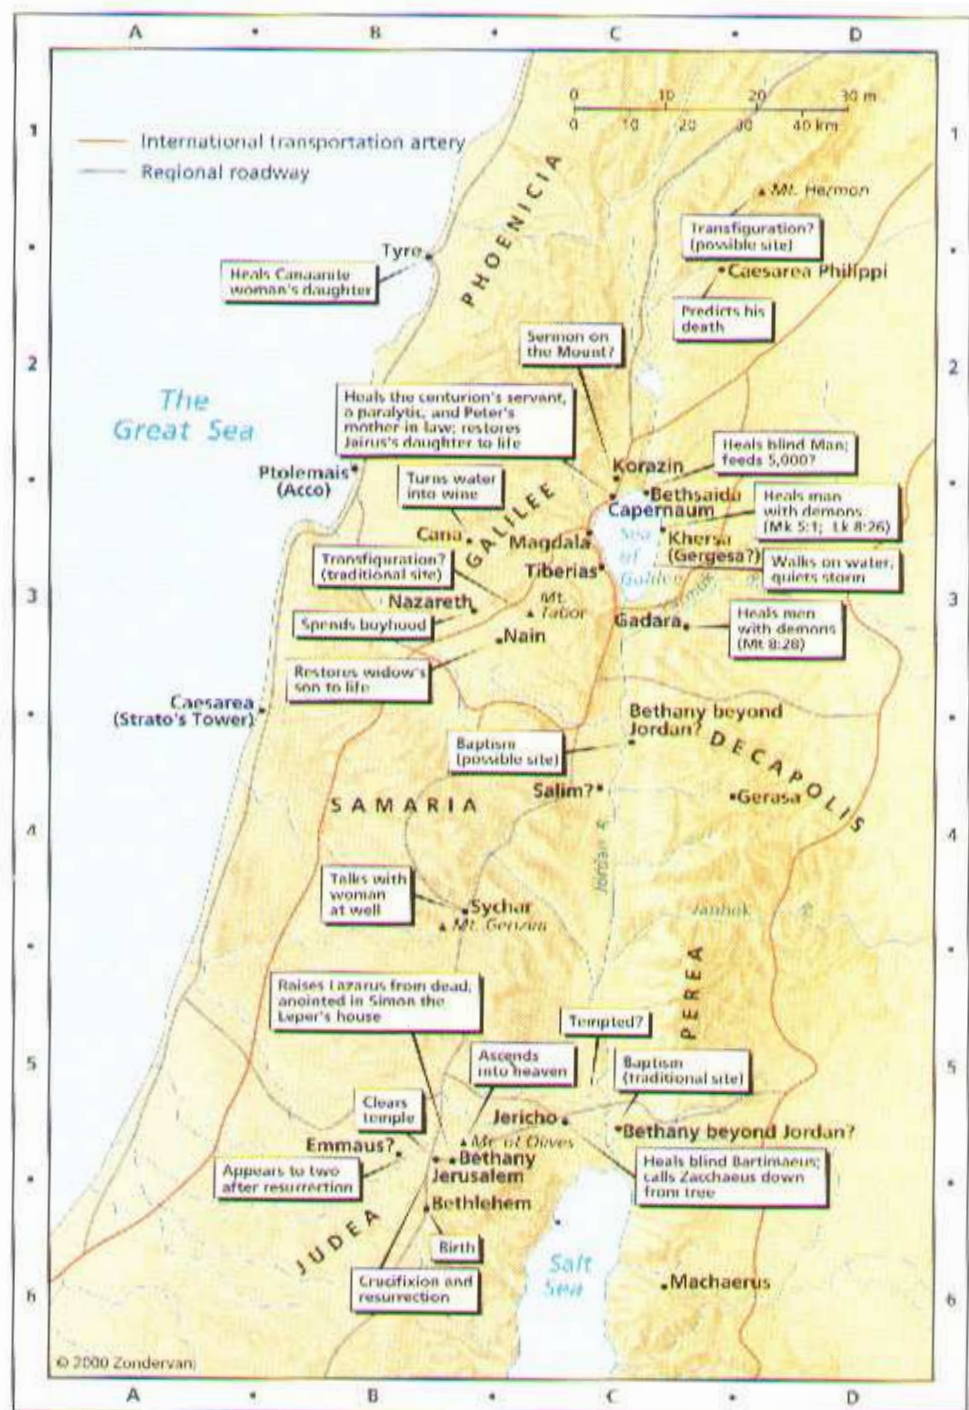 A • B • C • D
0 10 20 30 m
0 10 20 30 40 km
1
1
International transportation artery
Regional roadway
PHOENICIA
Mt. Hermon
Transfiguration?
(possible site)
Tyre
Caesarea Philippi
Heals Canaanite
woman's daughter
Predicts his
death
Sermon on
the Mount?
2
2
The
Great Sea
Heals the centurion's servant,
a paralytic, and Peter's
mother-in-law; restores
Jairus's daughter to life
Heals blind Man;
feeds 5,000?
Korazin
Ptolemais
(Acco)
Turns water
into wine
Bethsaida
Capernaum
Heals man
with demons
(Mk 5:1; Lk 8:26)
GALILEE
Cana
Magdala
Sea
of
Galilee
Khersa
(Gergesa?)
Transfiguration?
(traditional site)
Tiberias
Walks on water,
quiets storm
Yarmuk
R.
3
3
Nazareth
Mt.
Tabor
Spends boyhood
Nain
Gadara
Heals men
with demons
(Mt 8:28)
Restores widow's
son to life
Caesarea
(Strato's Tower)
Bethany beyond
Jordan?
DECAPOLIS
Baptism
(possible site)
Salim?
Gerasa
SAMARIA
4
4
Jordan R.
Talks with
woman
at well
Sychar
Mt. Gerizim
Jabbok
R.
PEREA
Raises Lazarus from dead;
anointed in Simon the
Leper's house
Tempted?
5
5
Ascends
into heaven
Baptism
(traditional site)
Clears
temple
Jericho
Emmaus?
Mt. of Olives
Bethany beyond Jordan?
Bethany
Jerusalem
Appears to two
after resurrection
Heals blind Bartimaeus;
calls Zacchaeus down
from tree
Bethlehem
JUDEA
Birth
Salt
Sea
Crucifixion and
resurrection
Machaerus
6
6
© 2000 Zondervan
A • B • C • D